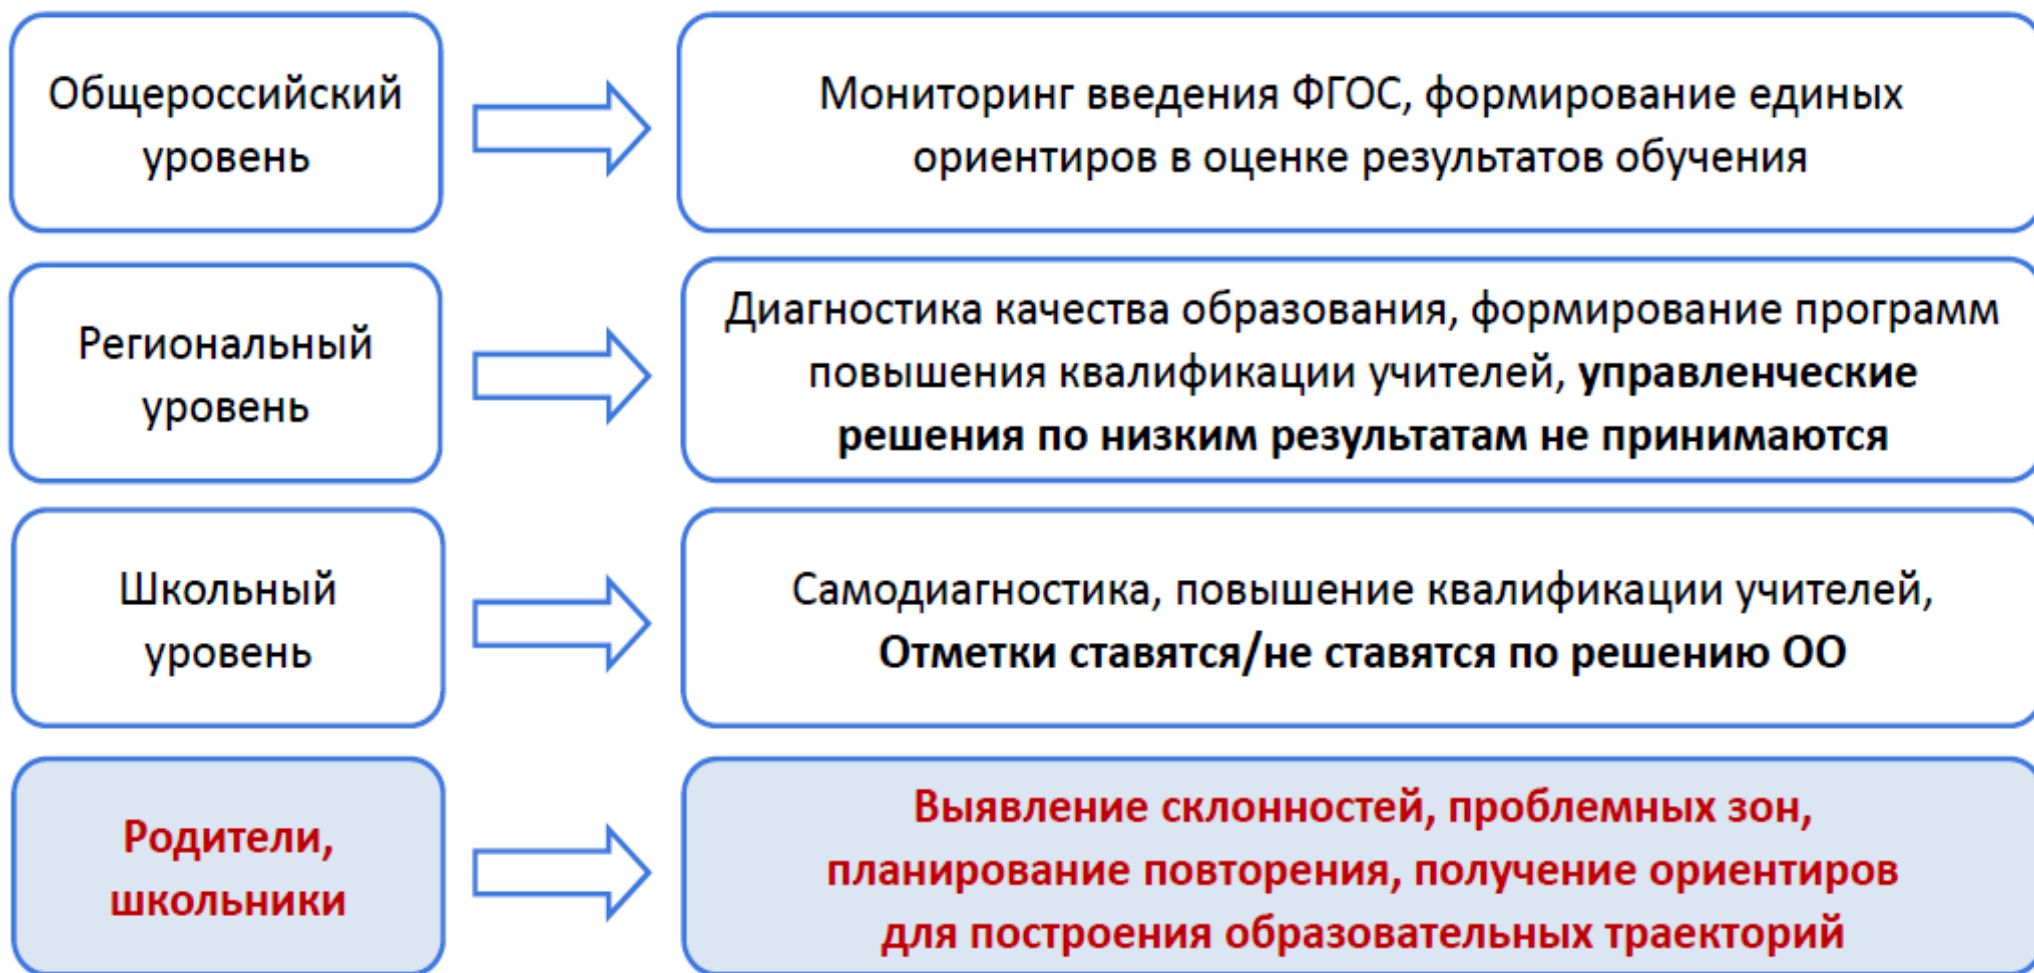 Общероссийский
уровень
Мониторинг введения ФГОС, формирование единых
ориентиров в оценке результатов обучения
Региональный
уровень
Диагностика качества образования, формирование программ
повышения квалификации учителей, управленческие
решения по низким результатам не принимаются
Школьный
уровень
Самодиагностика, повышение квалификации учителей,
Отметки ставятся/не ставятся по решению ОО
Родители,
школьники
Выявление склонностей, проблемных зон,
планирование повторения, получение ориентиров
для построения образовательных траекторий